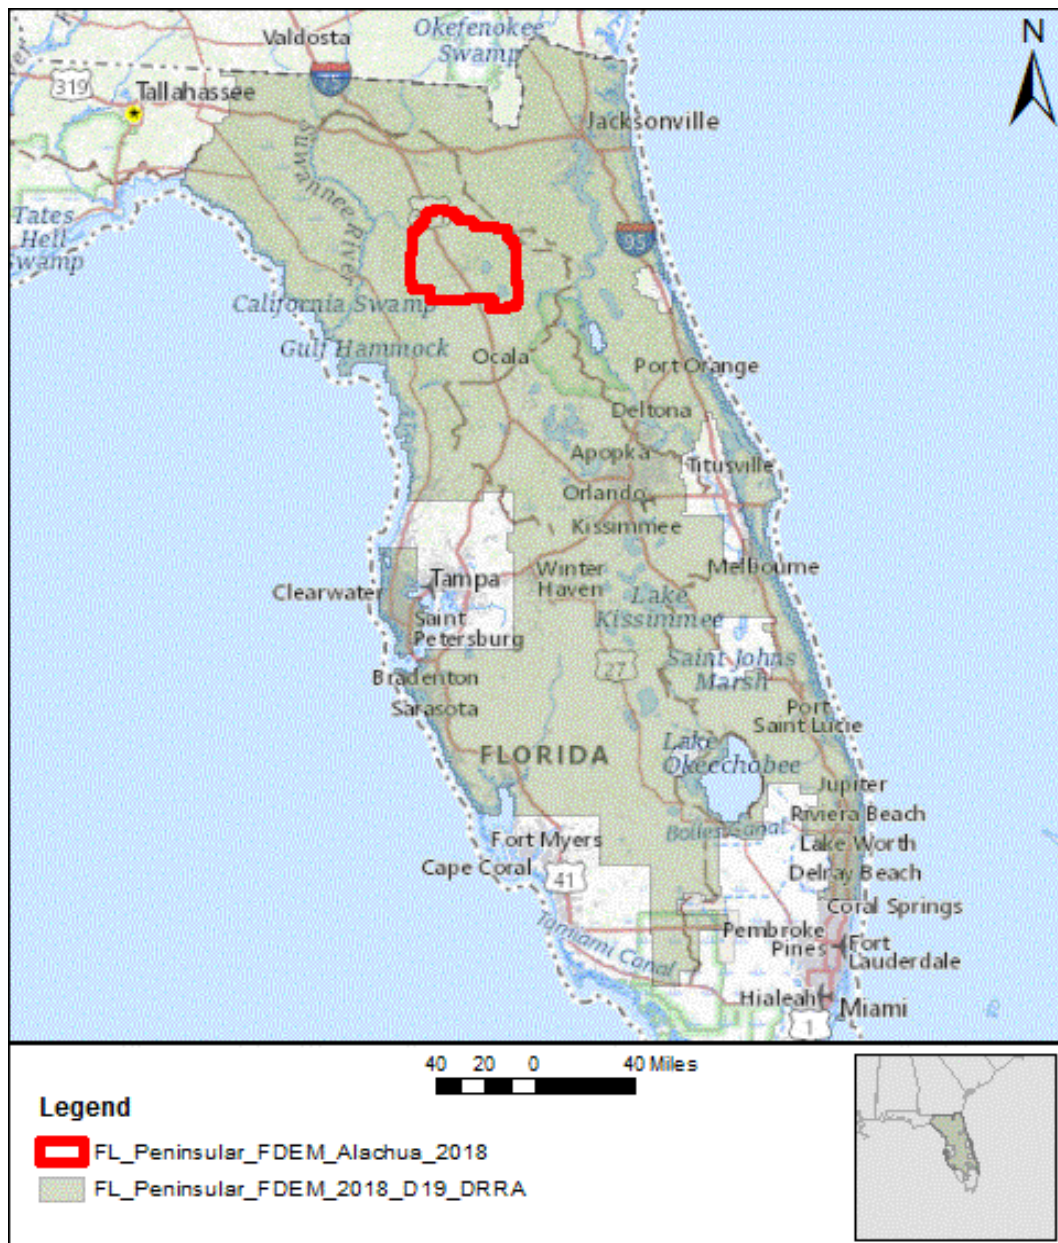 Valdosta
Okefenokee
Swamp
N
319
Tallahassee
Jacksonville
Suwannee River
95
Tates
Hell
Swamp
California Swamp
Gulf Hammock
Ocala
Port Orange
Deltona
Apopka
Titusville
Orlando
Kissimmee
Melbourne
Winter
Haven
Clearwater
Tampa
Lake
Kissimmee
Saint
Petersburg
27
Saint Johns
Marsh
Bradenton
Sarasota
Port
Saint Lucie
FLORIDA
Lake
Okeechobee
Jupiter
Riviera Beach
Bolles Canal
Fort Myers
Lake Worth
Cape Coral
41
Delray Beach
Coral Springs
Tamiami Canal
Pembroke
Pines
Fort
Lauderdale
Hialeah
Miami
1
40 20 0 40 Miles
Legend
FL_Peninsular_FDEM_Alachua_2018
FL_Peninsular_FDEM_2018_D19_DRRA